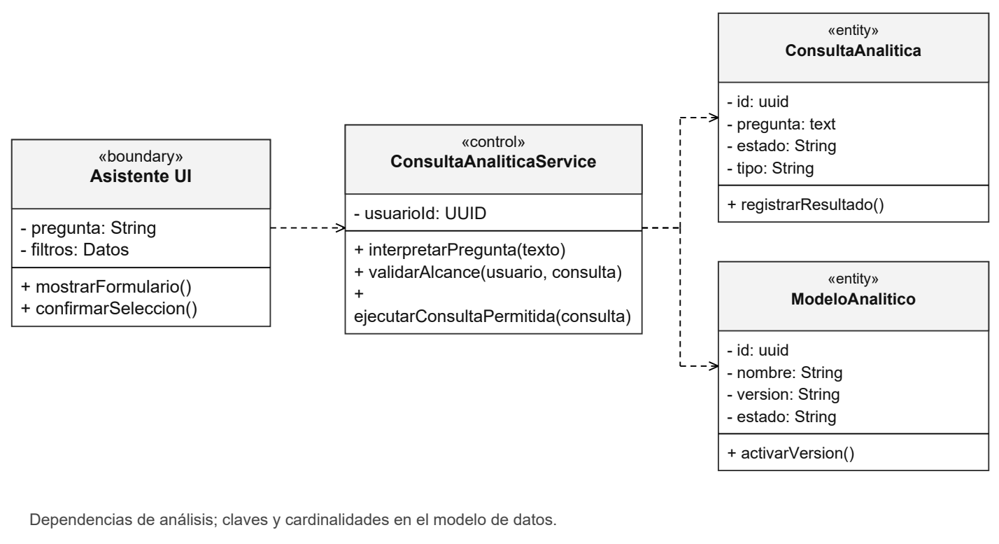 «boundary»
Asistente UI
- pregunta: String
- filtros: Datos
+ mostrarFormulario()
+ confirmarSeleccion()
«control»
ConsultaAnaliticaService
- usuarioId: UUID
+ interpretarPregunta(texto)
+ validarAlcance(usuario, consulta)
+
ejecutarConsultaPermitida(consulta)
«entity»
ConsultaAnalitica
- id: uuid
- pregunta: text
- estado: String
- tipo: String
+ registrarResultado()
«entity»
ModeloAnalitico
- id: uuid
- nombre: String
- version: String
- estado: String
+ activarVersion()
Dependencias de análisis; claves y cardinalidades en el modelo de datos.